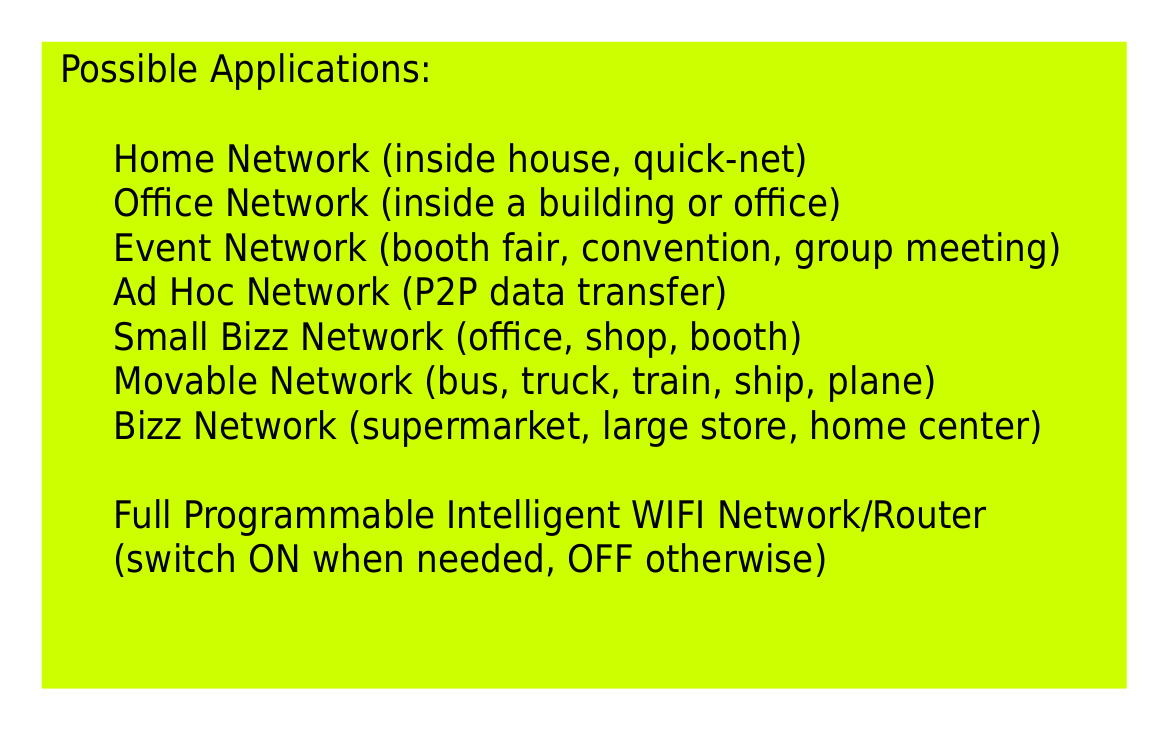 Possible Applications:
Home Network (inside house, quick-net)
Office Network (inside a building or office)
Event Network (booth fair, convention, group meeting)
Ad Hoc Network (P2P data transfer)
Small Bizz Network (office, shop, booth)
Movable Network (bus, truck, train, ship, plane)
Bizz Network (supermarket, large store, home center)
Full Programmable Intelligent WIFI Network/Router
(switch ON when needed, OFF otherwise)